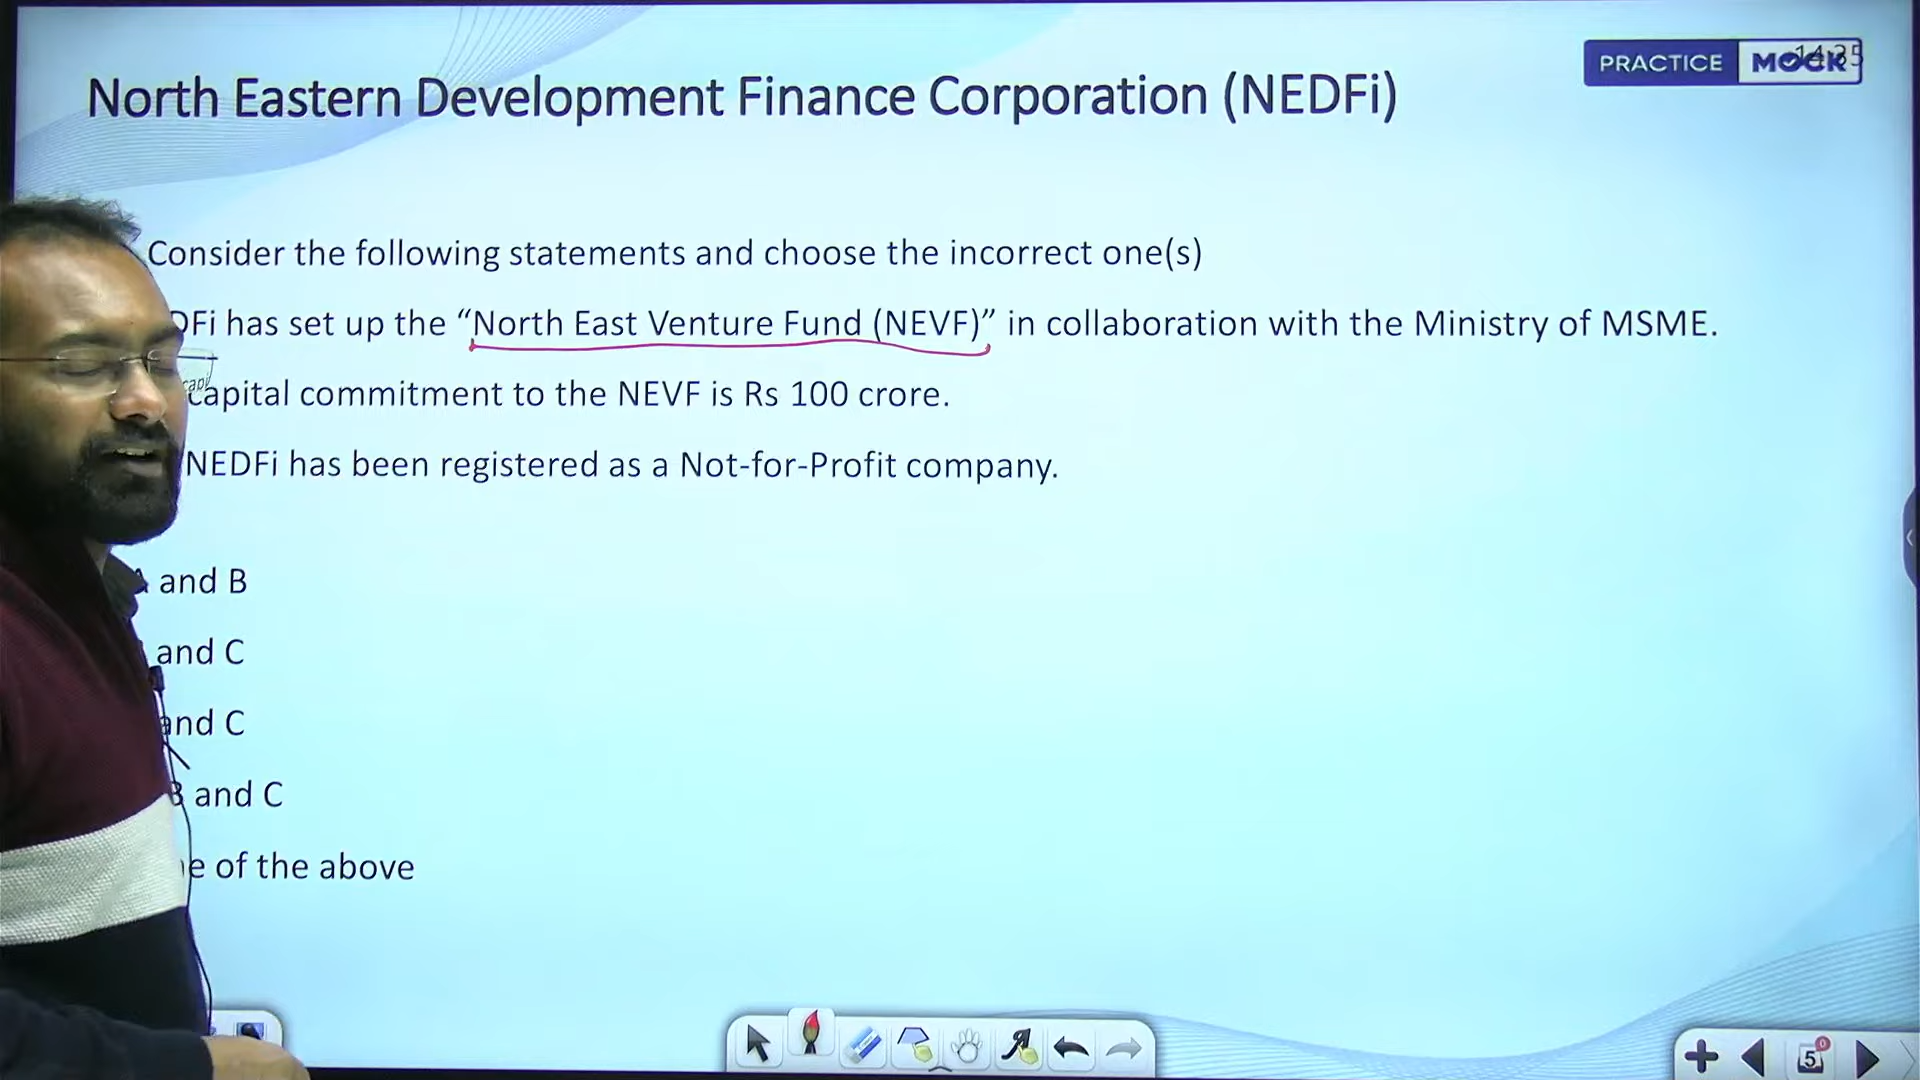 North Eastern Development Finance Corporation (NEDFi)
PRACTICE MOCK
Consider the following statements and choose the incorrect one(s)
DFi has set up the “North East Venture Fund (NEVF)” in collaboration with the Ministry of MSME.
capital commitment to the NEVF is Rs 100 crore.
NEDFi has been registered as a Not-for-Profit company.
A and B
and C
and C
B and C
e of the above
5
0